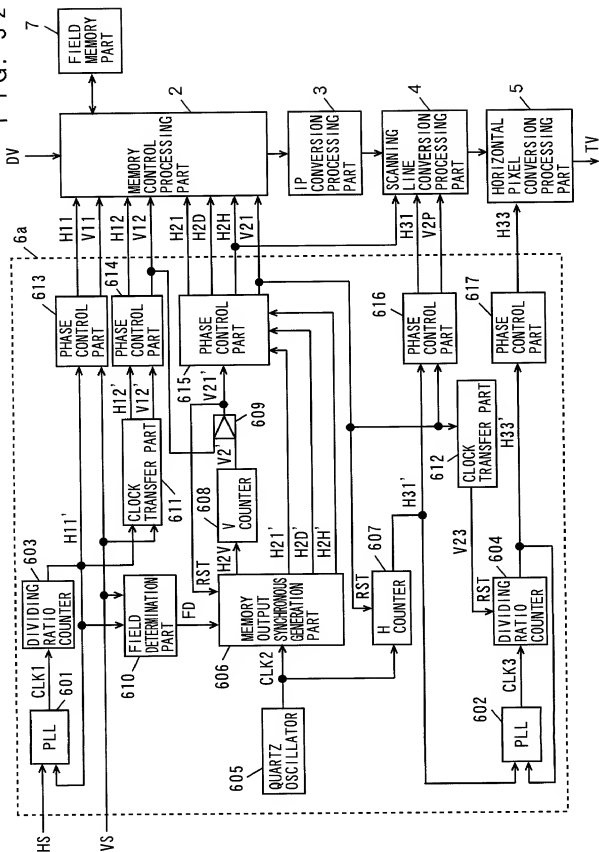 FIG. 32
HS
VS
DV
TV
6a
PLL
601
CLK1
DIVIDING
RATIO
COUNTER
603
H11'
FIELD
DETERMINATION
PART
610
FD
CLOCK
TRANSFER PART
611
H12'
V12'
PHASE
CONTROL
PART
613
PHASE
CONTROL
PART
614
H11
V11
H12
V12
QUARTZ
OSCILLATOR
605
CLK2
MEMORY
OUTPUT
SYNCHRONOUS
GENERATION
PART
606
RST
H2V
V
COUNTER
608
V2'
609
V21'
H21'
H2D'
H2H'
PHASE
CONTROL
PART
615
H21
H2D
H2H
V21
H
COUNTER
607
RST
H31'
PHASE
CONTROL
PART
616
H31
V2P
CLOCK
TRANSFER PART
612
V23
RST
PLL
602
CLK3
DIVIDING
RATIO
COUNTER
604
H33'
PHASE
CONTROL
PART
617
H33
FIELD
MEMORY
PART
7
MEMORY
CONTROL
PROCESSING
PART
2
IP
CONVERSION
PROCESSING
PART
3
SCANNING
LINE
CONVERSION
PROCESSING
PART
4
HORIZONTAL
PIXEL
CONVERSION
PROCESSING
PART
5